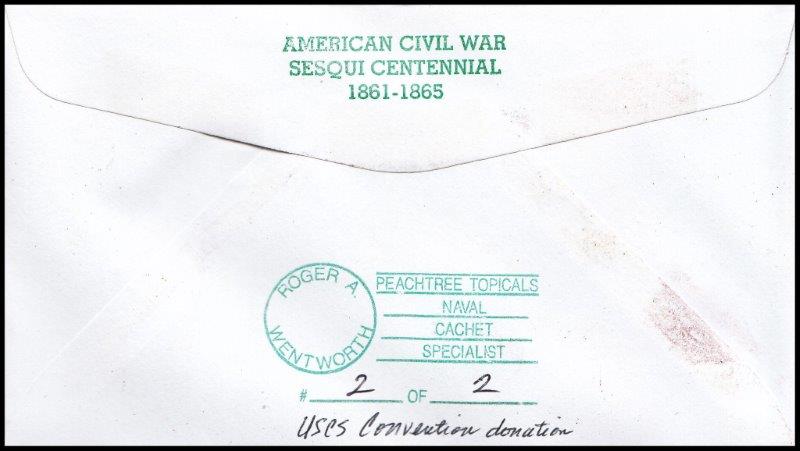 AMERICAN CIVIL WAR
SESQUI CENTENNIAL
1861-1865
ROGER A.
WENTWORTH
PEACHTREE TOPICALS
NAVAL
CACHET
SPECIALIST
# 2 OF 2
USCS Convention donation